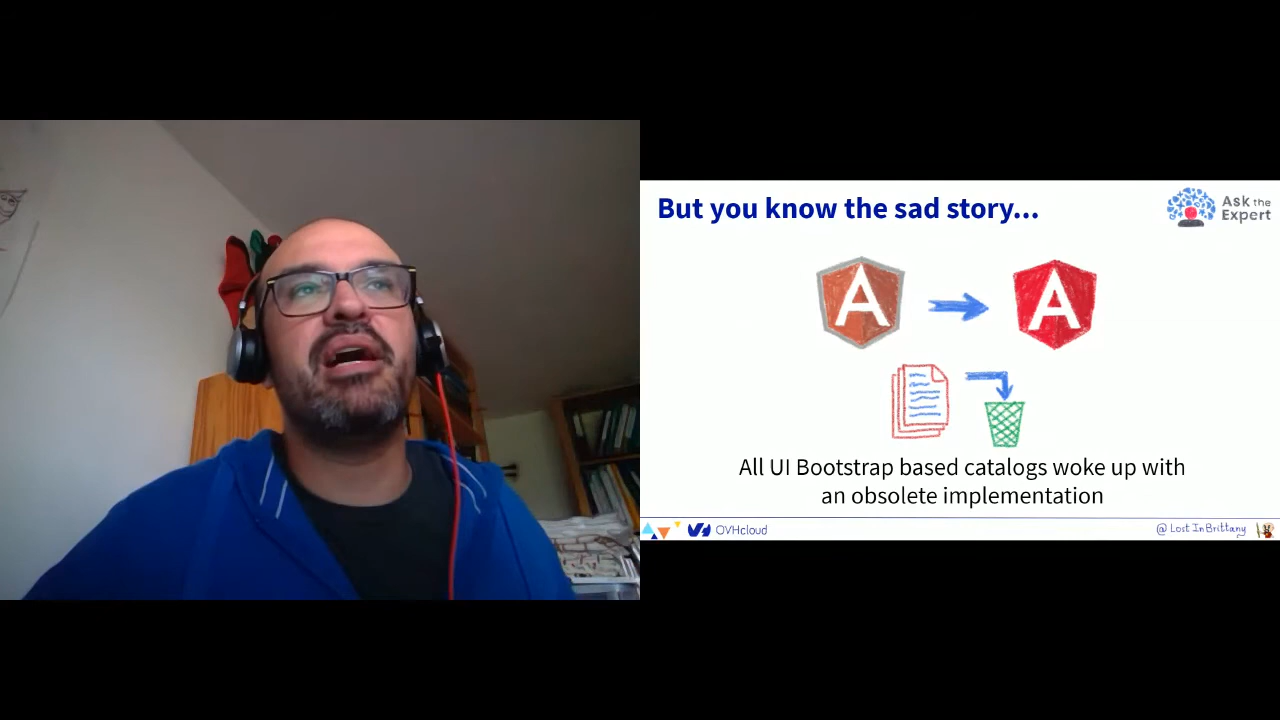 But you know the sad story...
Ask the
Expert
A
A
All UI Bootstrap based catalogs woke up with
an obsolete implementation
OVHcloud
@LostInBrittany